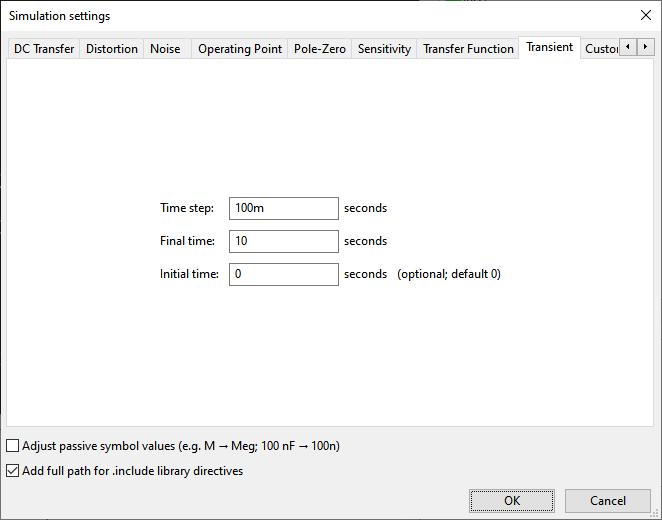 Simulation settings
DC Transfer Distortion Noise Operating Point Pole-Zero Sensitivity Transfer Function Transient
Time step: 100m seconds
Final time: 10 seconds
Initial time: 0 seconds (optional; default 0)
Adjust passive symbol values (e.g. M → Meg; 100 nF → 100n)
Add full path for .include library directives
OK Cancel